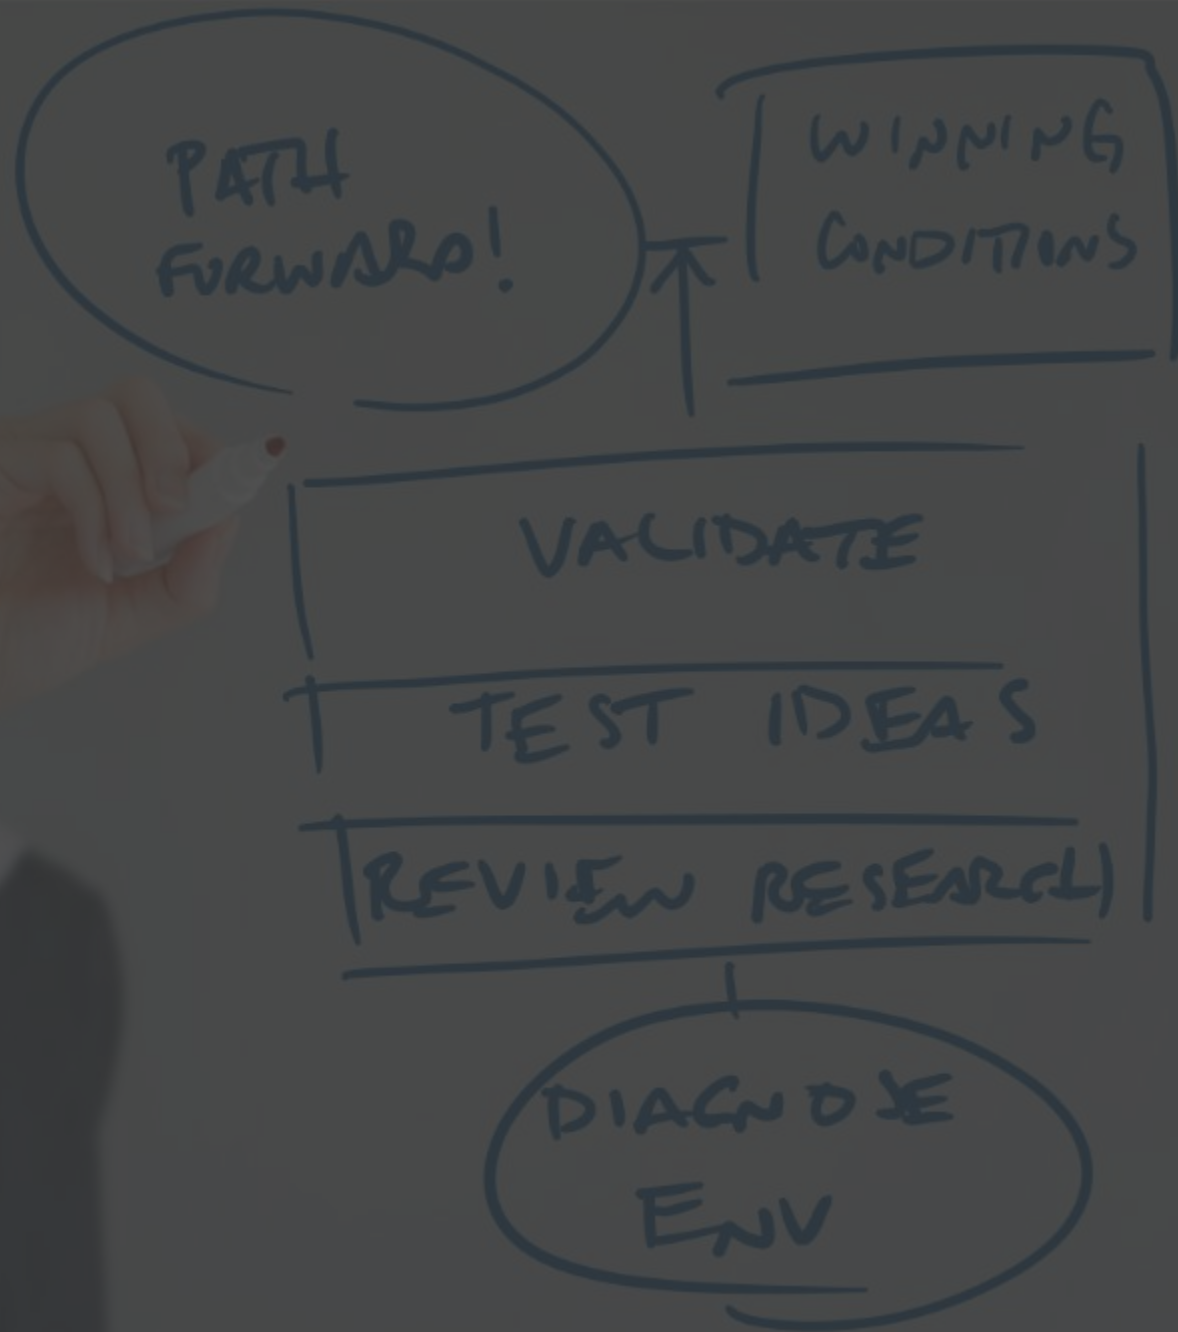 PATH
FORWARD!
WINNING
CONDITIONS
VALIDATE
TEST IDEAS
REVIEW RESEARCH
DIAGNOSE
ENV